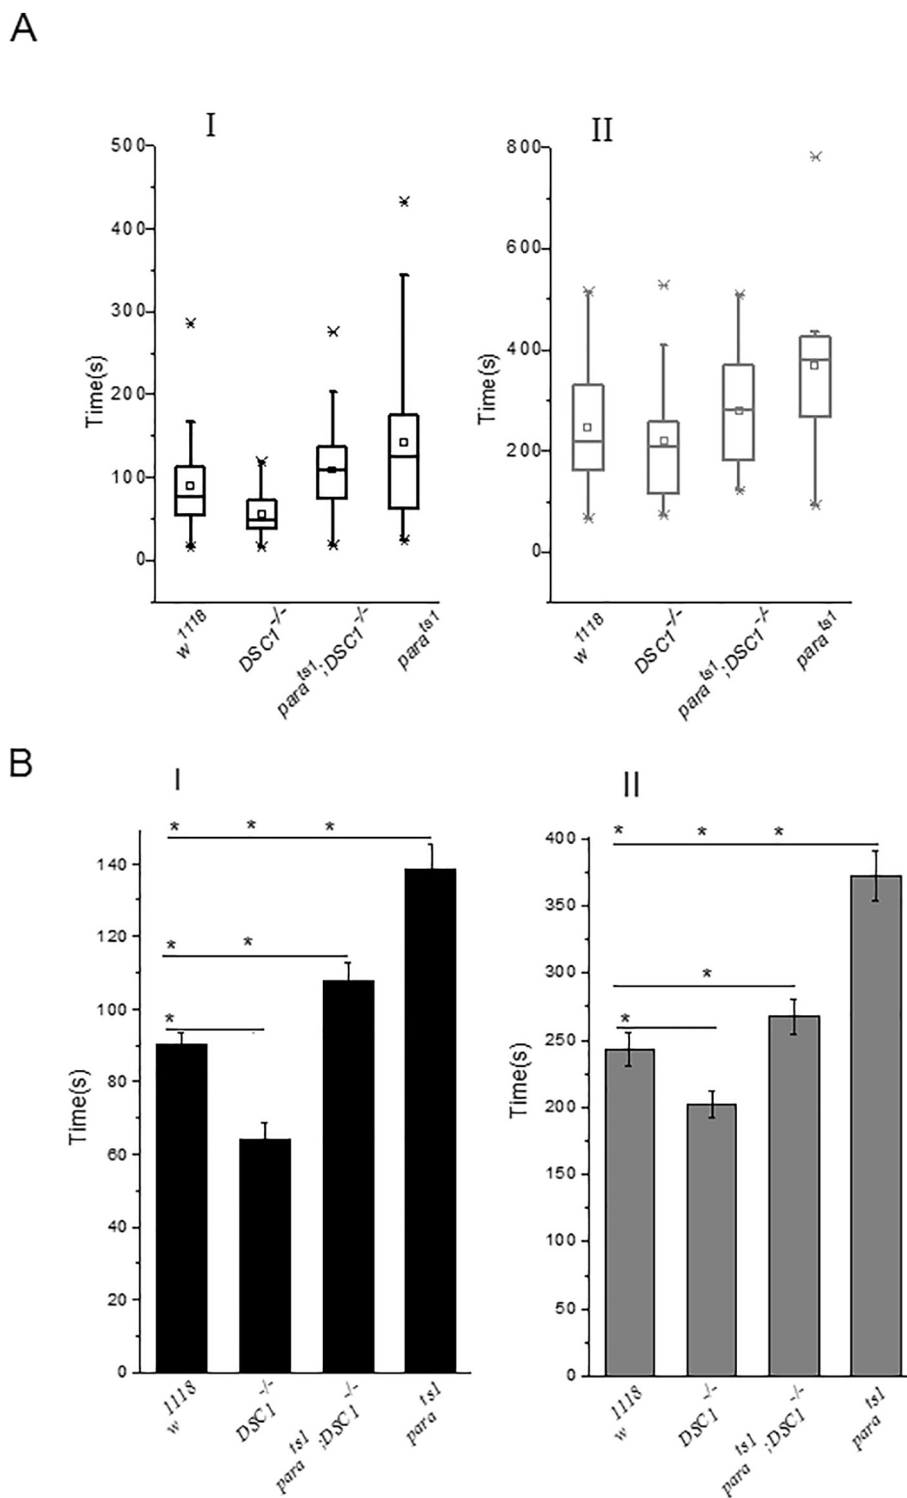 A
I
II
500
400
300
200
100
0
Time(s)
w1118
DSC1-/-
parats1;DSC1-/-
parats1
800
600
400
200
0
Time(s)
w1118
DSC1-/-
parats1;DSC1-/-
parats1
B
I
II
* * *
* *
*
140
120
100
80
60
40
20
0
Time(s)
w1118
DSC1-/-
parats1;DSC1-/-
parats1
* * *
*
*
400
350
300
250
200
150
100
50
0
Time(s)
w1118
DSC1-/-
parats1;DSC1-/-
parats1